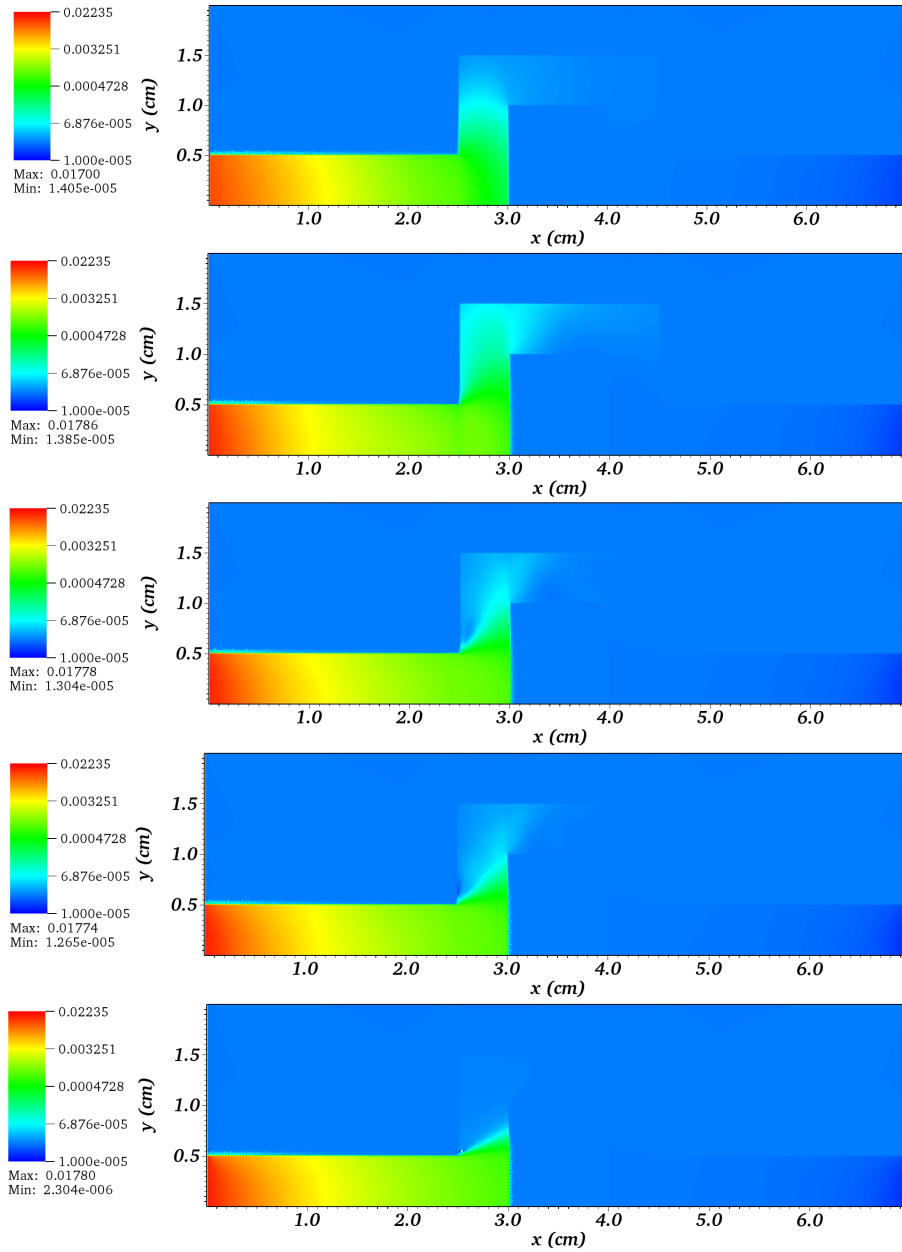 0.02235
0.003251
0.0004728
6.876e-005
1.000e-005
Max: 0.01700
Min: 1.405e-005
y (cm)
1.5
1.0
0.5
1.0 2.0 3.0 4.0 5.0 6.0
x (cm)
0.02235
0.003251
0.0004728
6.876e-005
1.000e-005
Max: 0.01786
Min: 1.385e-005
y (cm)
1.5
1.0
0.5
1.0 2.0 3.0 4.0 5.0 6.0
x (cm)
0.02235
0.003251
0.0004728
6.876e-005
1.000e-005
Max: 0.01778
Min: 1.304e-005
y (cm)
1.5
1.0
0.5
1.0 2.0 3.0 4.0 5.0 6.0
x (cm)
0.02235
0.003251
0.0004728
6.876e-005
1.000e-005
Max: 0.01774
Min: 1.265e-005
y (cm)
1.5
1.0
0.5
1.0 2.0 3.0 4.0 5.0 6.0
x (cm)
0.02235
0.003251
0.0004728
6.876e-005
1.000e-005
Max: 0.01780
Min: 2.304e-006
y (cm)
1.5
1.0
0.5
1.0 2.0 3.0 4.0 5.0 6.0
x (cm)